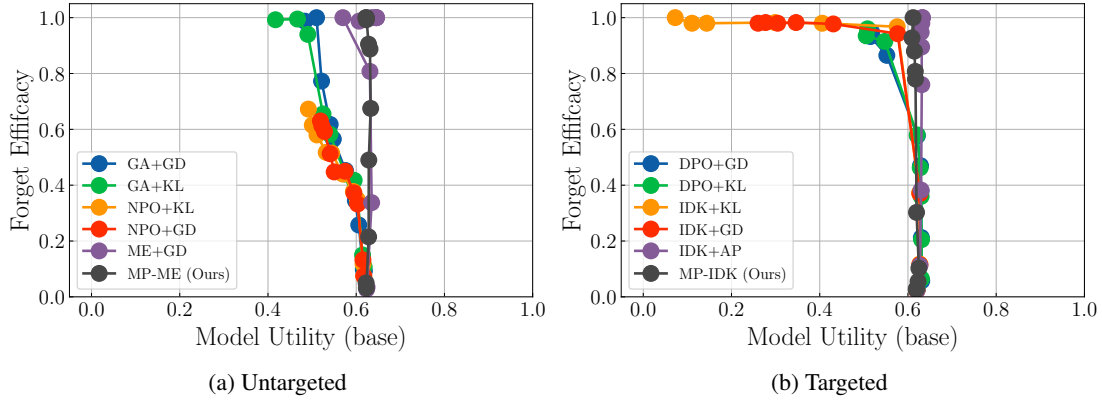 Forget Effifcacy
1.0
0.8
0.6
0.4
0.2
0.0
GA+GD
GA+KL
NPO+KL
NPO+GD
ME+GD
MP-ME (Ours)
0.0 0.2 0.4 0.6 0.8 1.0
Model Utility (base)
(a) Untargeted
Forget Effifcacy
1.0
0.8
0.6
0.4
0.2
0.0
DPO+GD
DPO+KL
IDK+KL
IDK+GD
IDK+AP
MP-IDK (Ours)
0.0 0.2 0.4 0.6 0.8 1.0
Model Utility (base)
(b) Targeted